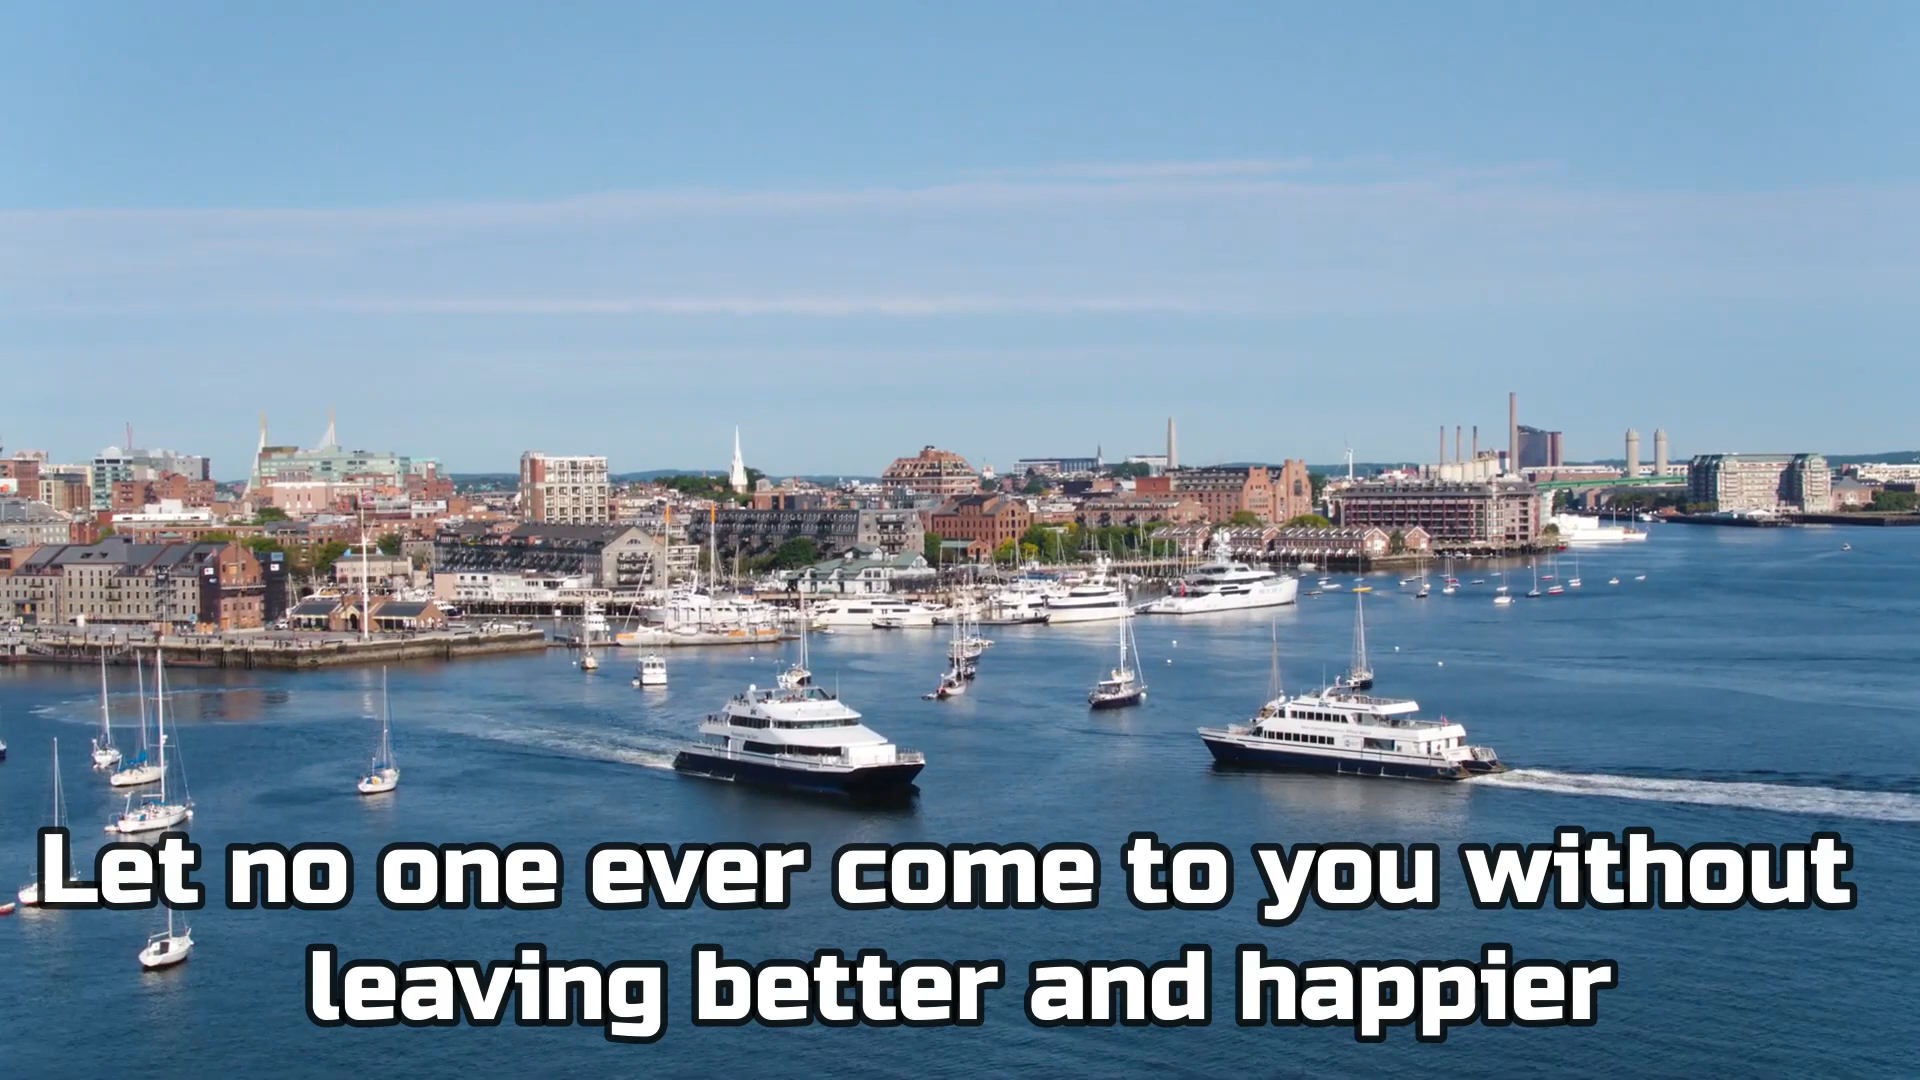 Let no one ever come to you without
leaving better and happier